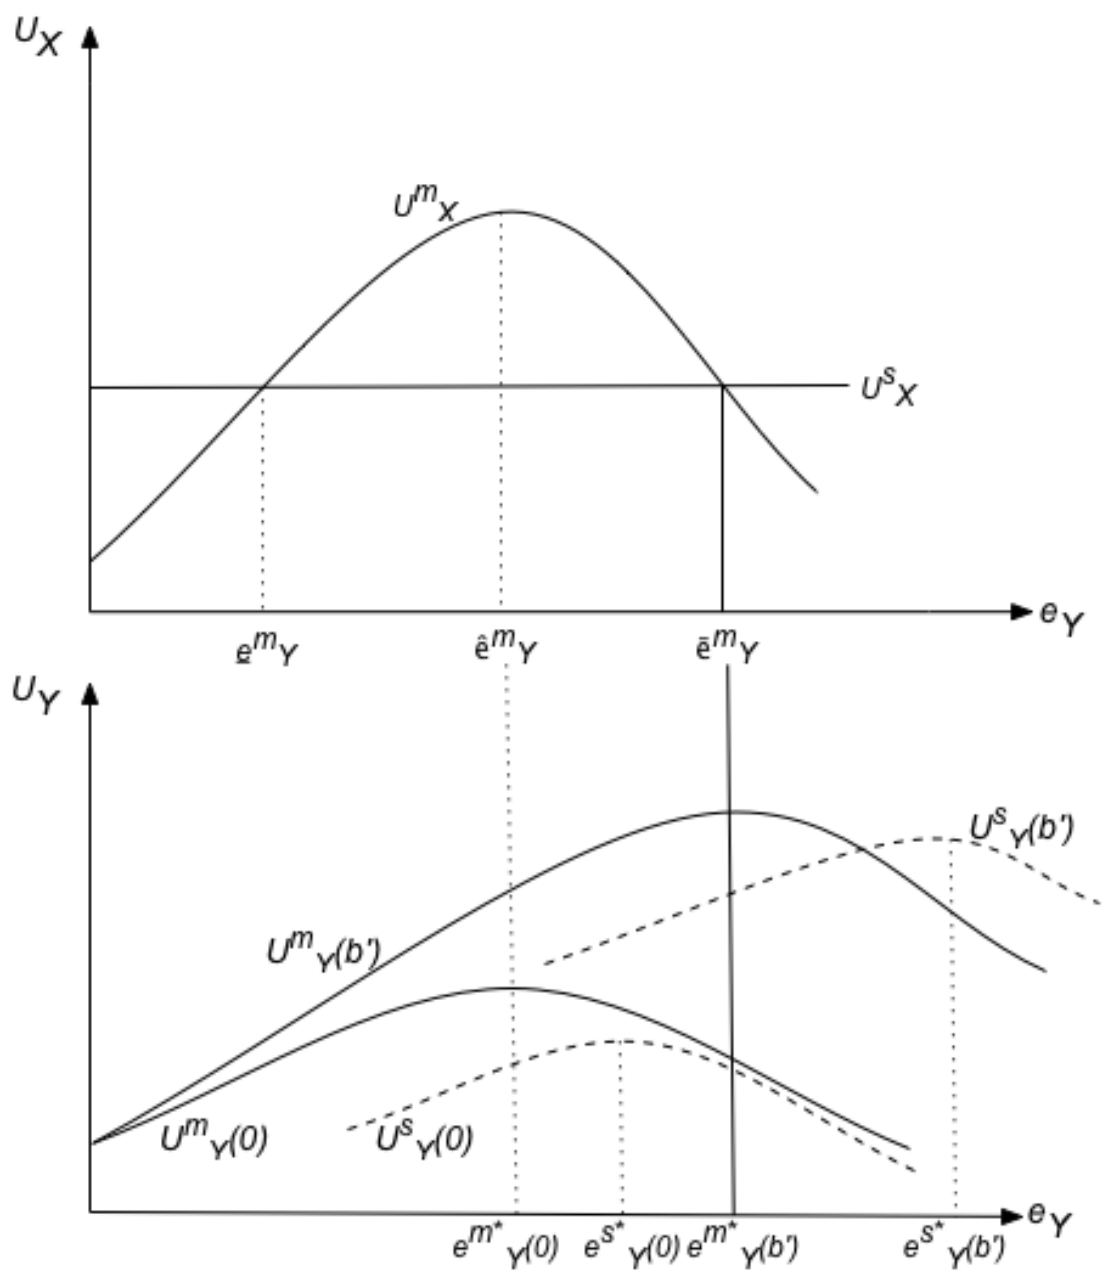 U_X
U^m_X
U^s_X
e_Y
e̲^m_Y ê^m_Y ē^m_Y
U_Y
U^s_Y(b')
U^m_Y(b')
U^m_Y(0) U^s_Y(0)
e_Y
e^m*_Y(0) e^s*_Y(0) e^m*_Y(b') e^s*_Y(b')